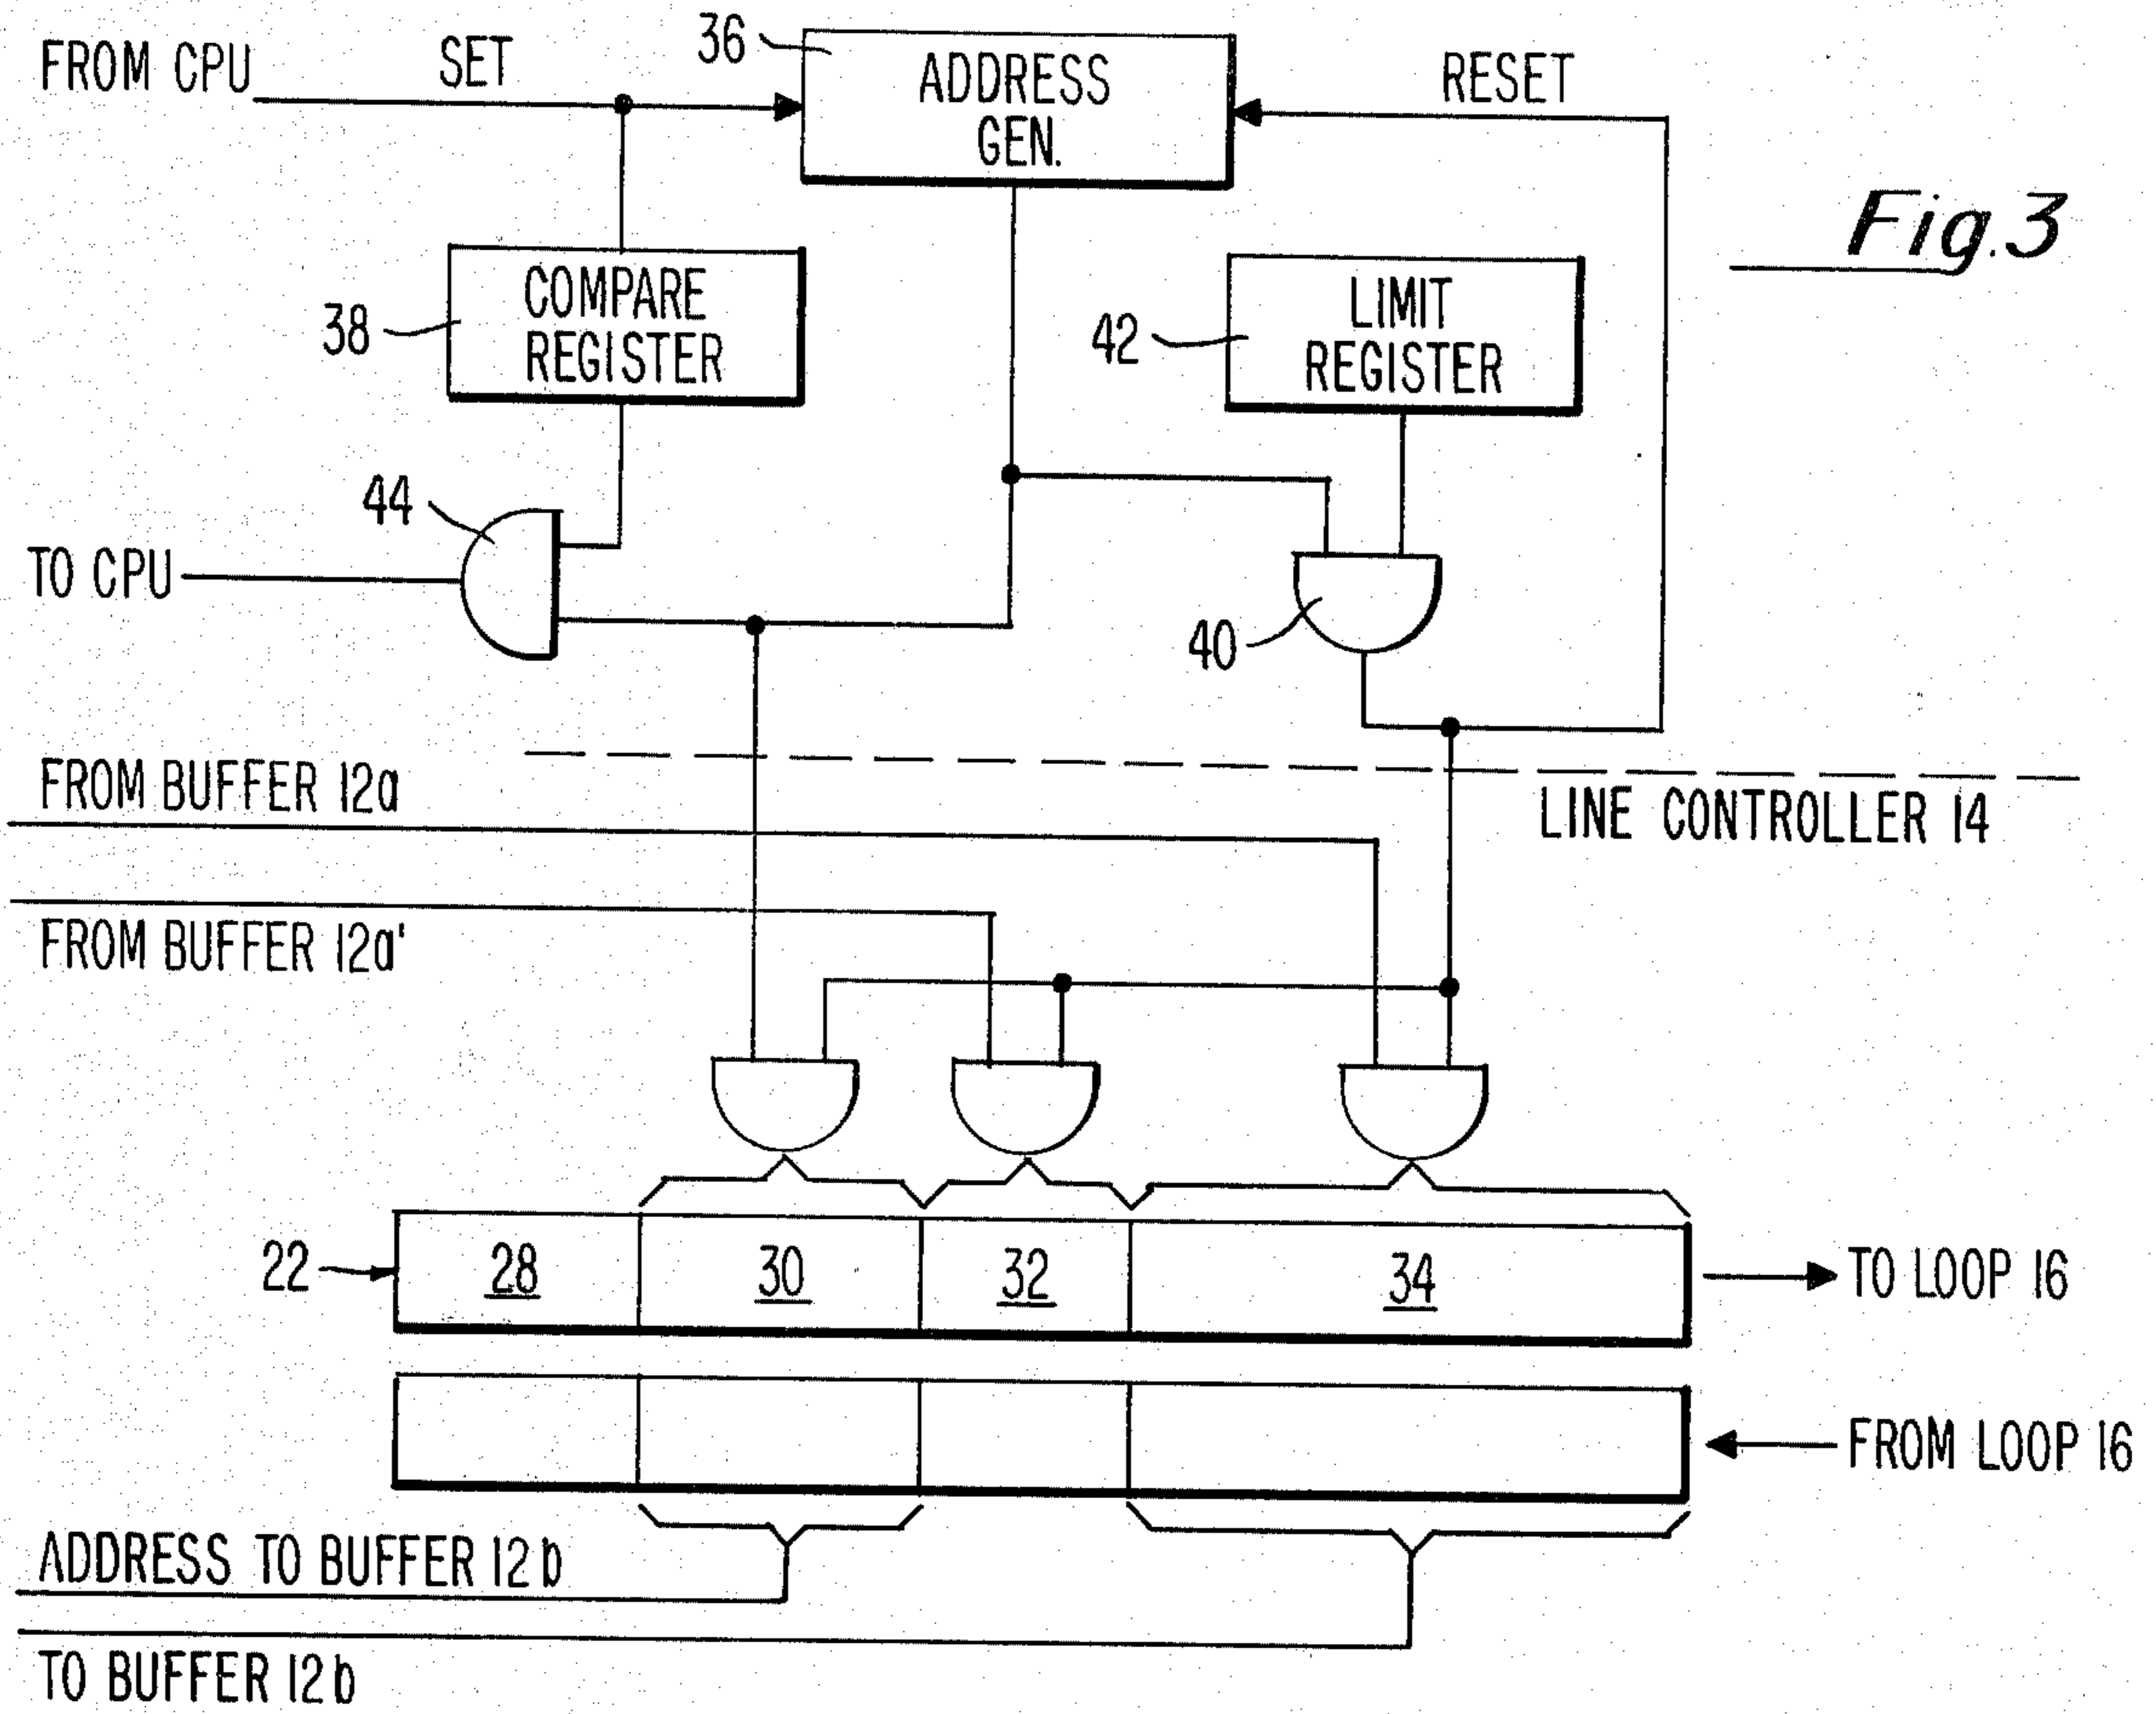 FROM CPU
SET
36
ADDRESS
GEN.
RESET
Fig. 3
38
COMPARE
REGISTER
42
LIMIT
REGISTER
44
TO CPU
40
FROM BUFFER 12a
LINE CONTROLLER 14
FROM BUFFER 12a'
22
28
30
32
34
TO LOOP 16
FROM LOOP 16
ADDRESS TO BUFFER 12b
TO BUFFER 12b